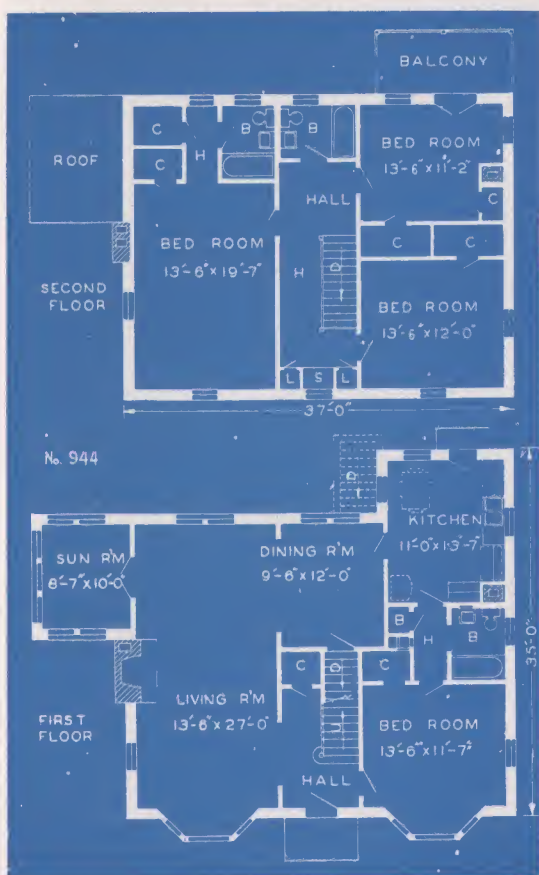 BALCONY
ROOF
C
C
H
B
B
BED ROOM
13'-6"X11'-2"
HALL
C
BED ROOM
13'-6"X19'-7"
H
D
C
C
SECOND
FLOOR
BED ROOM
13'-6"X12'-0"
L
S
L
37'-0"
No. 944
D
KITCHEN
11'-0"X13'-7"
SUN R'M
8'-7"X10'-0"
DINING R'M
9'-6"X12'-0"
B
H
B
35'-0"
C
D
C
U
LIVING R'M
13'-6"X27'-0"
BED ROOM
13'-6"X11'-7"
FIRST
FLOOR
HALL